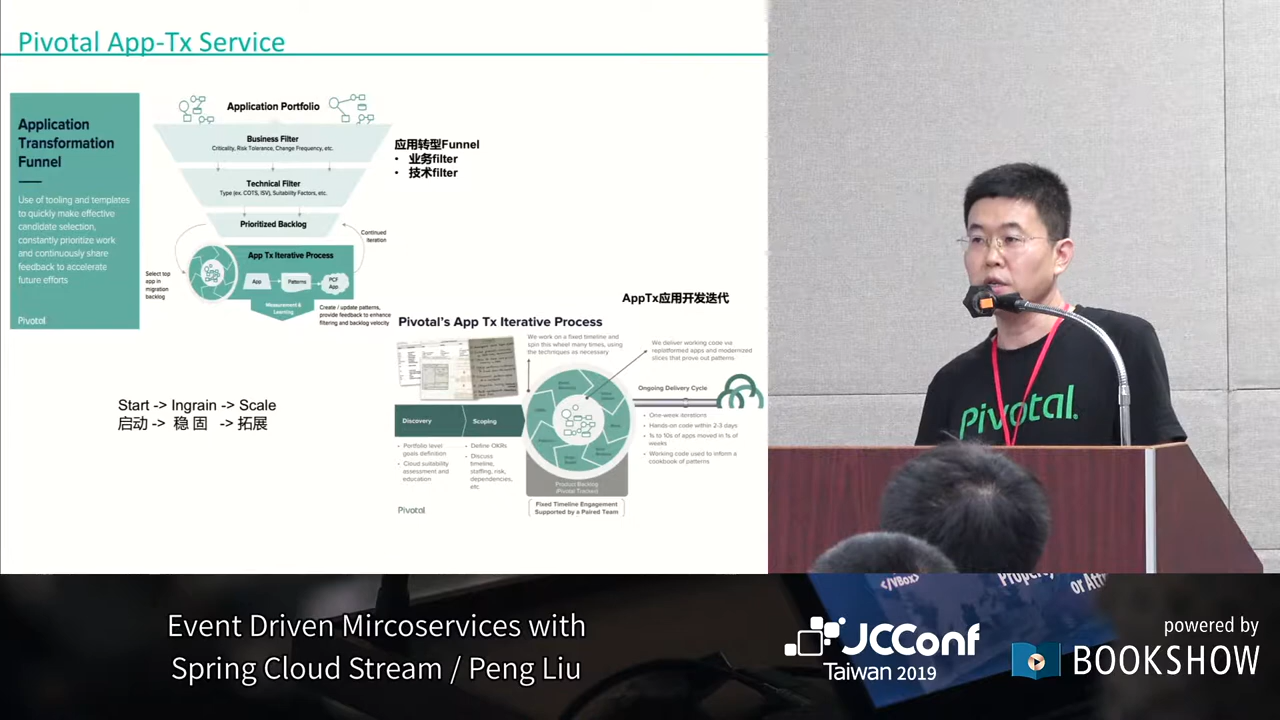 Pivotal App-Tx Service
Application
Transformation
Funnel
Use of tooling and templates
to quickly make effective
candidate selection,
constantly prioritize work
and continuously share
feedback to accelerate
future efforts
Pivotal
Application Portfolio
Business Filter
Criticality, Risk Tolerance, Change Frequency, etc.
Technical Filter
Type (ex. COTS, ISV), Suitability Factors, etc.
Prioritized Backlog
Continued
iteration
App Tx Iterative Process
App
Patterns
PCF
App
Select top
app in
migration
backlog
Measurement &
Learning
Create / update patterns,
provide feedback to enhance
filtering and backlog velocity
应用转型Funnel
• 业务filter
• 技术filter
AppTx应用开发迭代
Pivotal's App Tx Iterative Process
We work on a fixed timeline and
spin this wheel many times, using
the techniques as necessary
We deliver working code via
replatformed apps and modernized
slices that prove out patterns
Ongoing Delivery Cycle
Discovery
Scoping
• Portfolio level
goals definition
• Cloud suitability
assessment and
education
• Define OKRs
• Discuss
timeline,
staffing, risk,
dependencies,
etc.
• One-week iterations
• Hands-on code within 2-3 days
• 1s to 10s of apps moved in 1s of
weeks
• Working code used to inform a
cookbook of patterns
Product Backlog
(Pivotal Tracker)
Fixed Timeline Engagement
Supported by a Paired Team
Pivotal
Start -> Ingrain -> Scale
启动 -> 稳 固 -> 拓展
Pivotal.
</VBox>
or Att
Event Driven Mircoservices with
Spring Cloud Stream / Peng Liu
JCConf
Taiwan 2019
powered by
BOOKSHOW